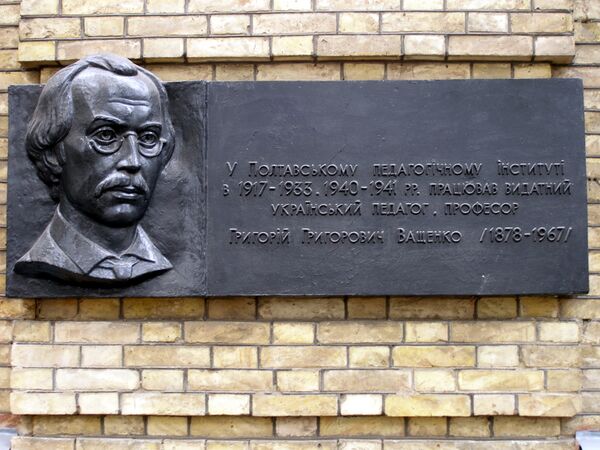 У Полтавському педагогічному інституті
в 1917-1933, 1940-1941 рр. працював видатний
український педагог, професор
Григорій Григорович Ващенко /1878-1967/